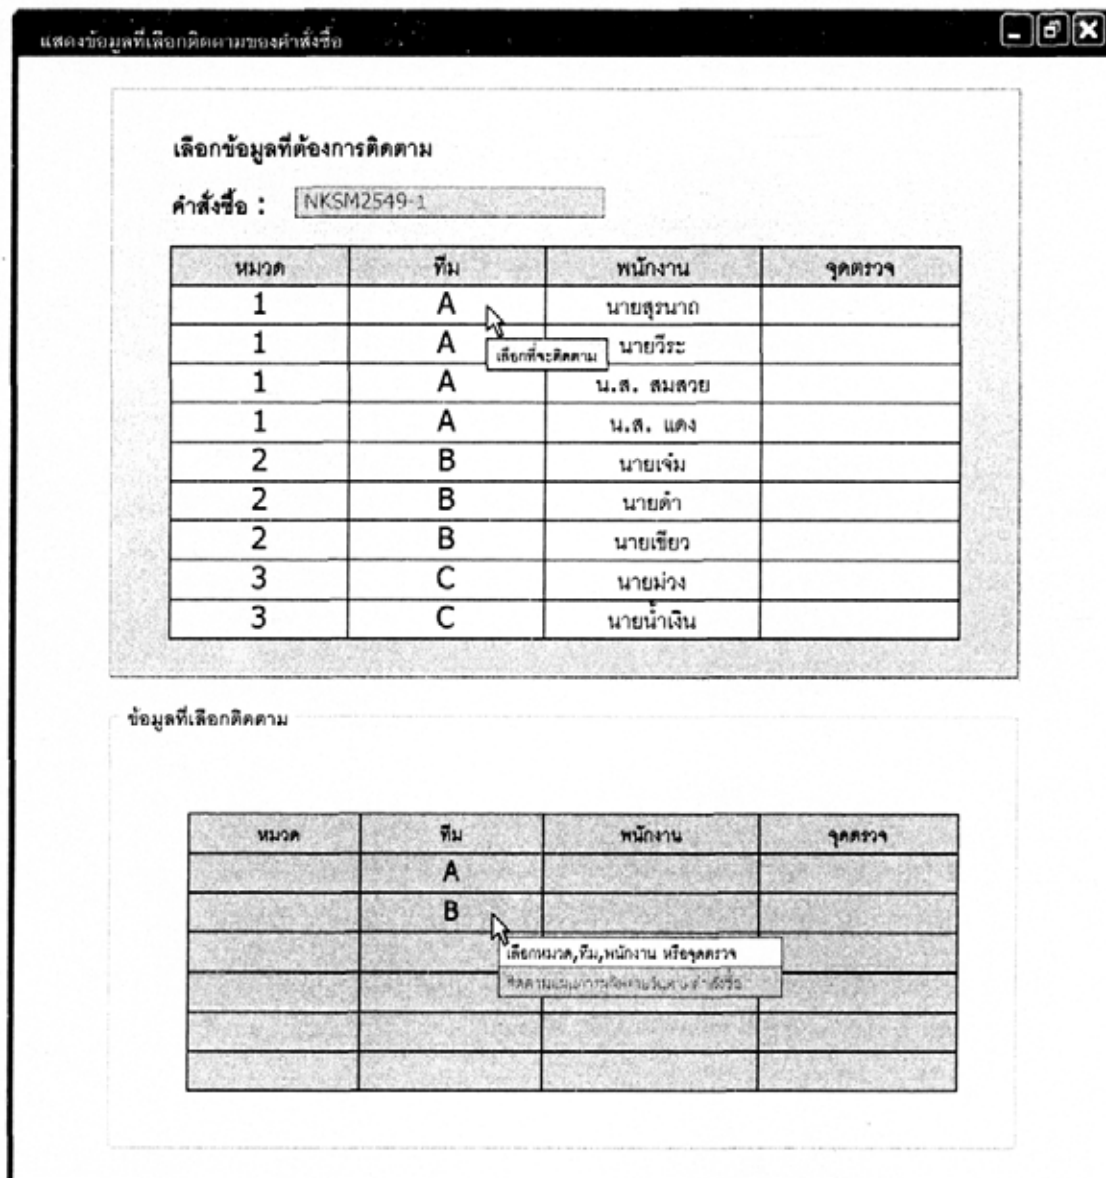 แสดงข้อมูลที่เลือกติดตามของคำสั่งซื้อ
เลือกข้อมูลที่ต้องการติดตาม
คำสั่งซื้อ : NKSM2549-1
หมวด ทีม พนักงาน จุดตรวจ
1 A นายสุรนาถ
1 A นายวีระ
เลือกที่จะติดตาม
1 A น.ส. สมสวย
1 A น.ส. แดง
2 B นายเจ๋ม
2 B นายดำ
2 B นายเขียว
3 C นายม่วง
3 C นายน้ำเงิน
ข้อมูลที่เลือกติดตาม
หมวด ทีม พนักงาน จุดตรวจ
A
B
เลือกหมวด,ทีม,พนักงาน หรือจุดตรวจ